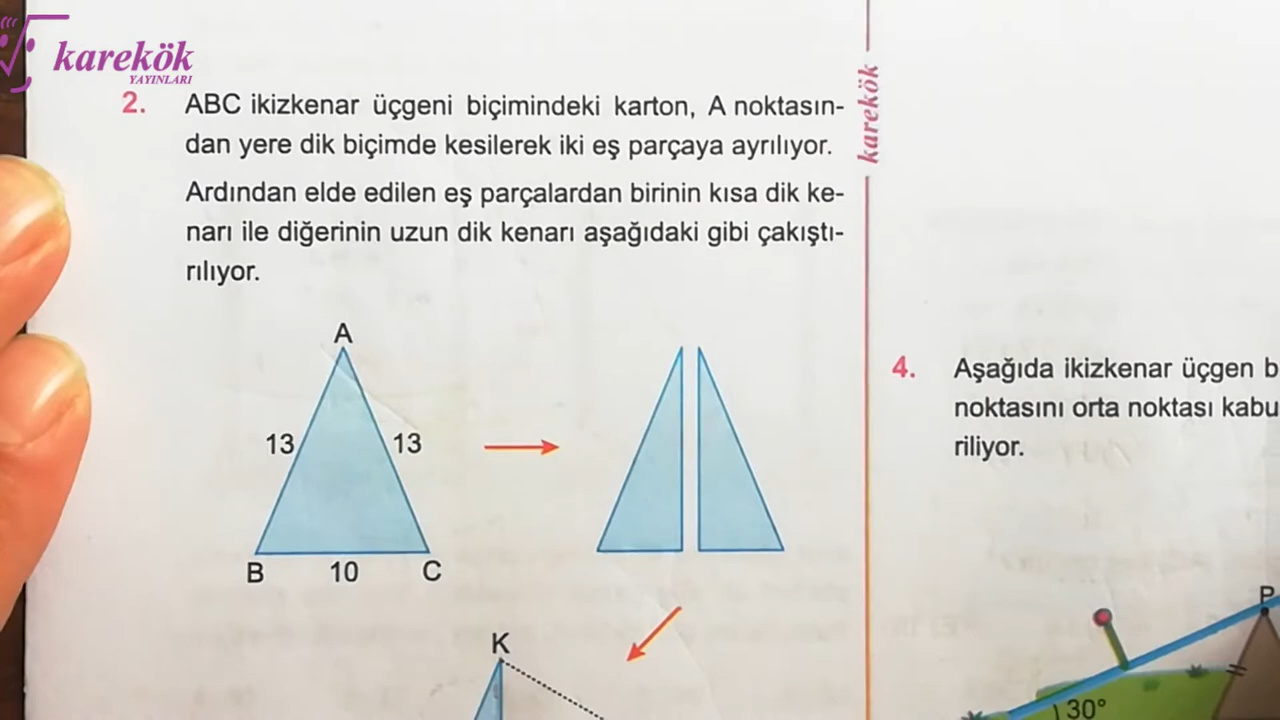 karekök
YAYINLARI
2. ABC ikizkenar üçgeni biçimindeki karton, A noktasın-
dan yere dik biçimde kesilerek iki eş parçaya ayrılıyor.
Ardından elde edilen eş parçalardan birinin kısa dik ke-
narı ile diğerinin uzun dik kenarı aşağıdaki gibi çakıştı-
rılıyor.
A
13
13
B
10
C
K
karekök
4. Aşağıda ikizkenar üçgen b
noktasını orta noktası kabu
riliyor.
P
30°